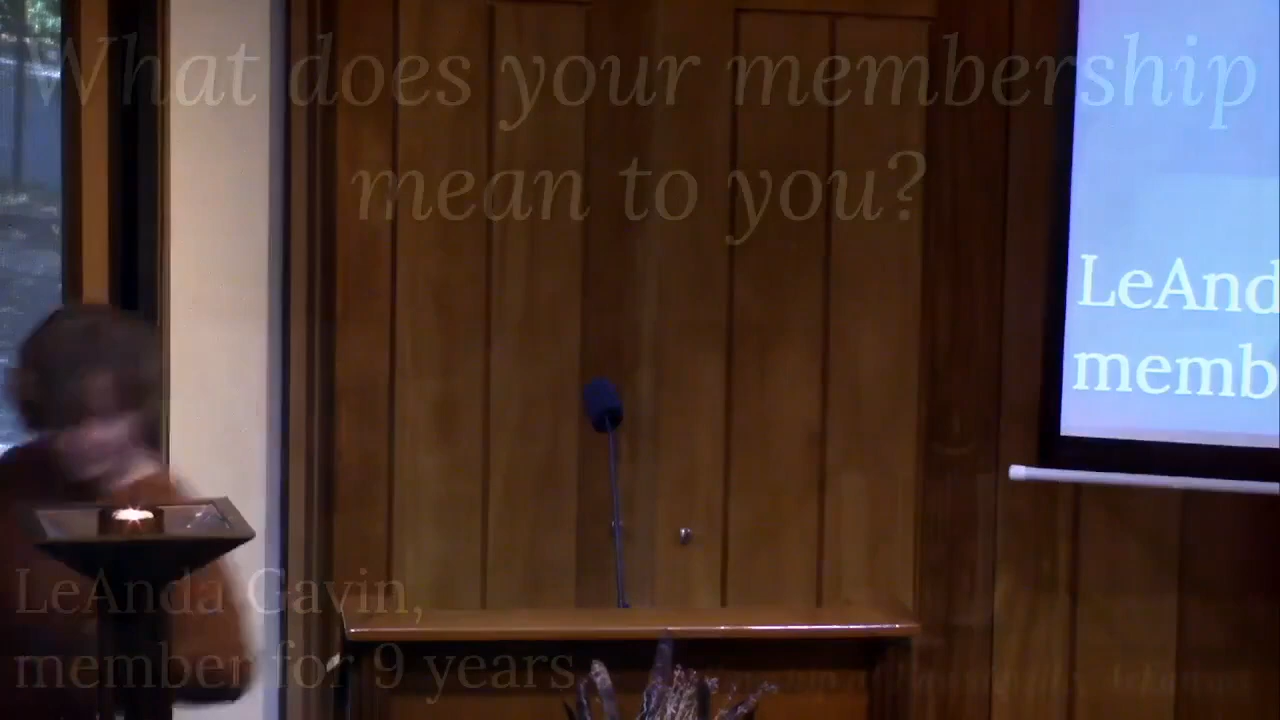 What does your membership
mean to you?
LeAnd
memb
LeAnda Gavin,
member for 9 years